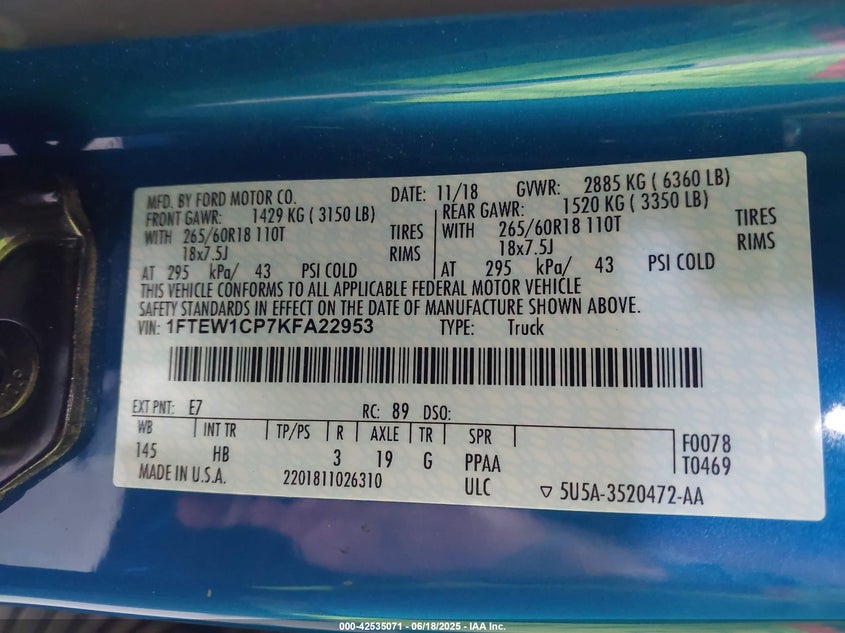 MFD. BY FORD MOTOR CO. DATE: 11/18 GVWR: 2885 KG ( 6360 LB)
FRONT GAWR: 1429 KG ( 3150 LB) REAR GAWR: 1520 KG ( 3350 LB)
WITH 265/60R18 110T TIRES WITH 265/60R18 110T TIRES
18x7.5J RIMS 18x7.5J RIMS
AT 295 kPa/ 43 PSI COLD AT 295 kPa/ 43 PSI COLD
THIS VEHICLE CONFORMS TO ALL APPLICABLE FEDERAL MOTOR VEHICLE
SAFETY STANDARDS IN EFFECT ON THE DATE OF MANUFACTURE SHOWN ABOVE.
VIN: 1FTEW1CP7KFA22953 TYPE: Truck
EXT PNT: E7 RC: 89 DSO:
WB INT TR TP/PS R AXLE TR SPR
145 HB 3 19 G PPAA F0078
T0469
MADE IN U.S.A. 2201811026310 ULC ▽ 5U5A-3520472-AA
000-42535071 - 06/18/2025 - IAA Inc.